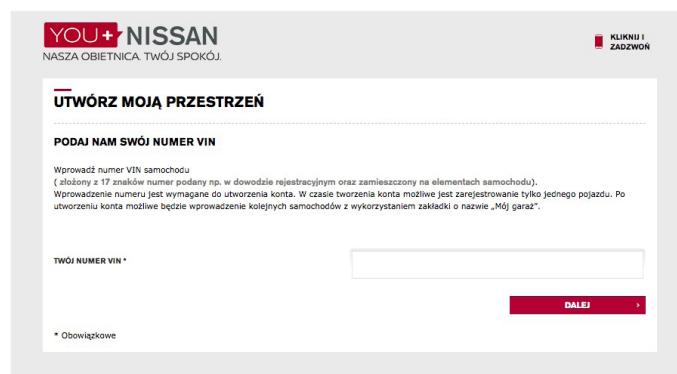 YOU+ NISSAN
NASZA OBIETNICA. TWÓJ SPOKÓJ.
KLIKNIJ I
ZADZWOŃ
UTWÓRZ MOJĄ PRZESTRZEŃ
PODAJ NAM SWÓJ NUMER VIN
Wprowadź numer VIN samochodu
( złożony z 17 znaków numer podany np. w dowodzie rejestracyjnym oraz zamieszczony na elementach samochodu).
Wprowadzenie numeru jest wymagane do utworzenia konta. W czasie tworzenia konta możliwe jest zarejestrowanie tylko jednego pojazdu. Po
utworzeniu konta możliwe będzie wprowadzenie kolejnych samochodów z wykorzystaniem zakładki o nazwie „Mój garaż”.
TWÓJ NUMER VIN *
DALEJ
* Obowiązkowe